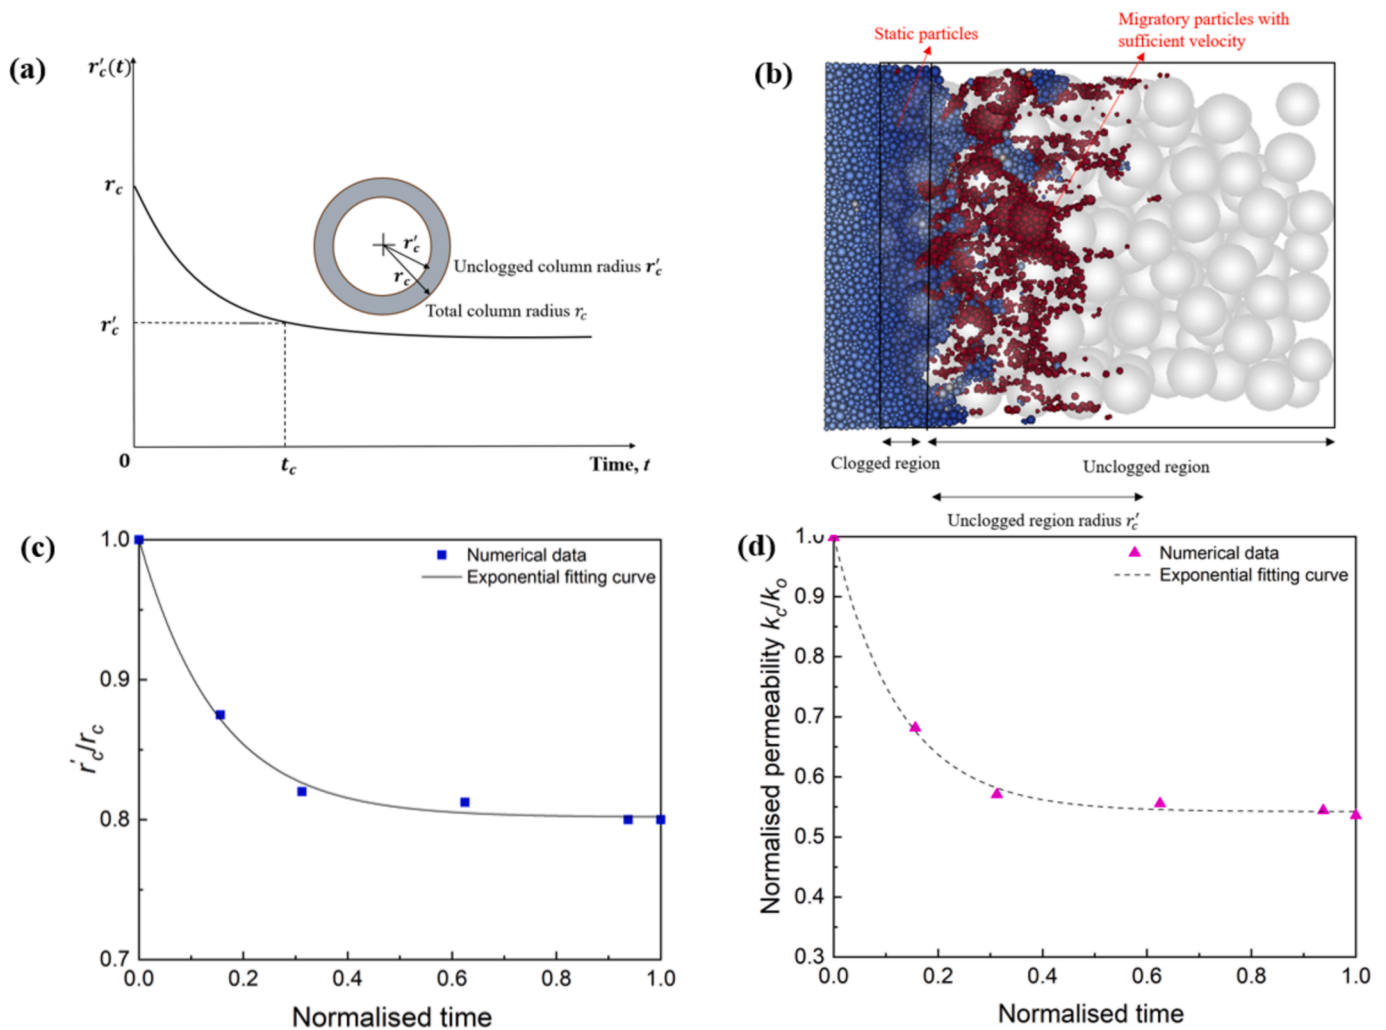 (a)
r′c(t)
rc
r′c
0
tc
Time, t
r′c
rc
Unclogged column radius r′c
Total column radius rc
(b)
Static particles
Migratory particles with
sufficient velocity
Clogged region
Unclogged region
Unclogged region radius r′c
(c)
1.0
0.9
0.8
0.7
r′c/rc
Numerical data
Exponential fitting curve
0.0
0.2
0.4
0.6
0.8
1.0
Normalised time
(d)
1.0
0.9
0.8
0.7
0.6
0.5
0.4
0.3
Normalised permeability kc/ko
Numerical data
Exponential fitting curve
0.0
0.2
0.4
0.6
0.8
1.0
Normalised time